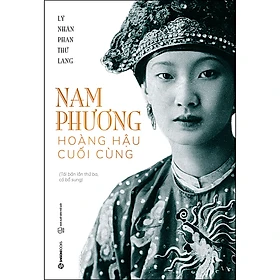 LÝ
NHÂN
PHAN
THỨ
LANG
NAM
PHƯƠNG
HOÀNG HẬU
CUỐI CÙNG
(Tái bản lần thứ ba,
có bổ sung)